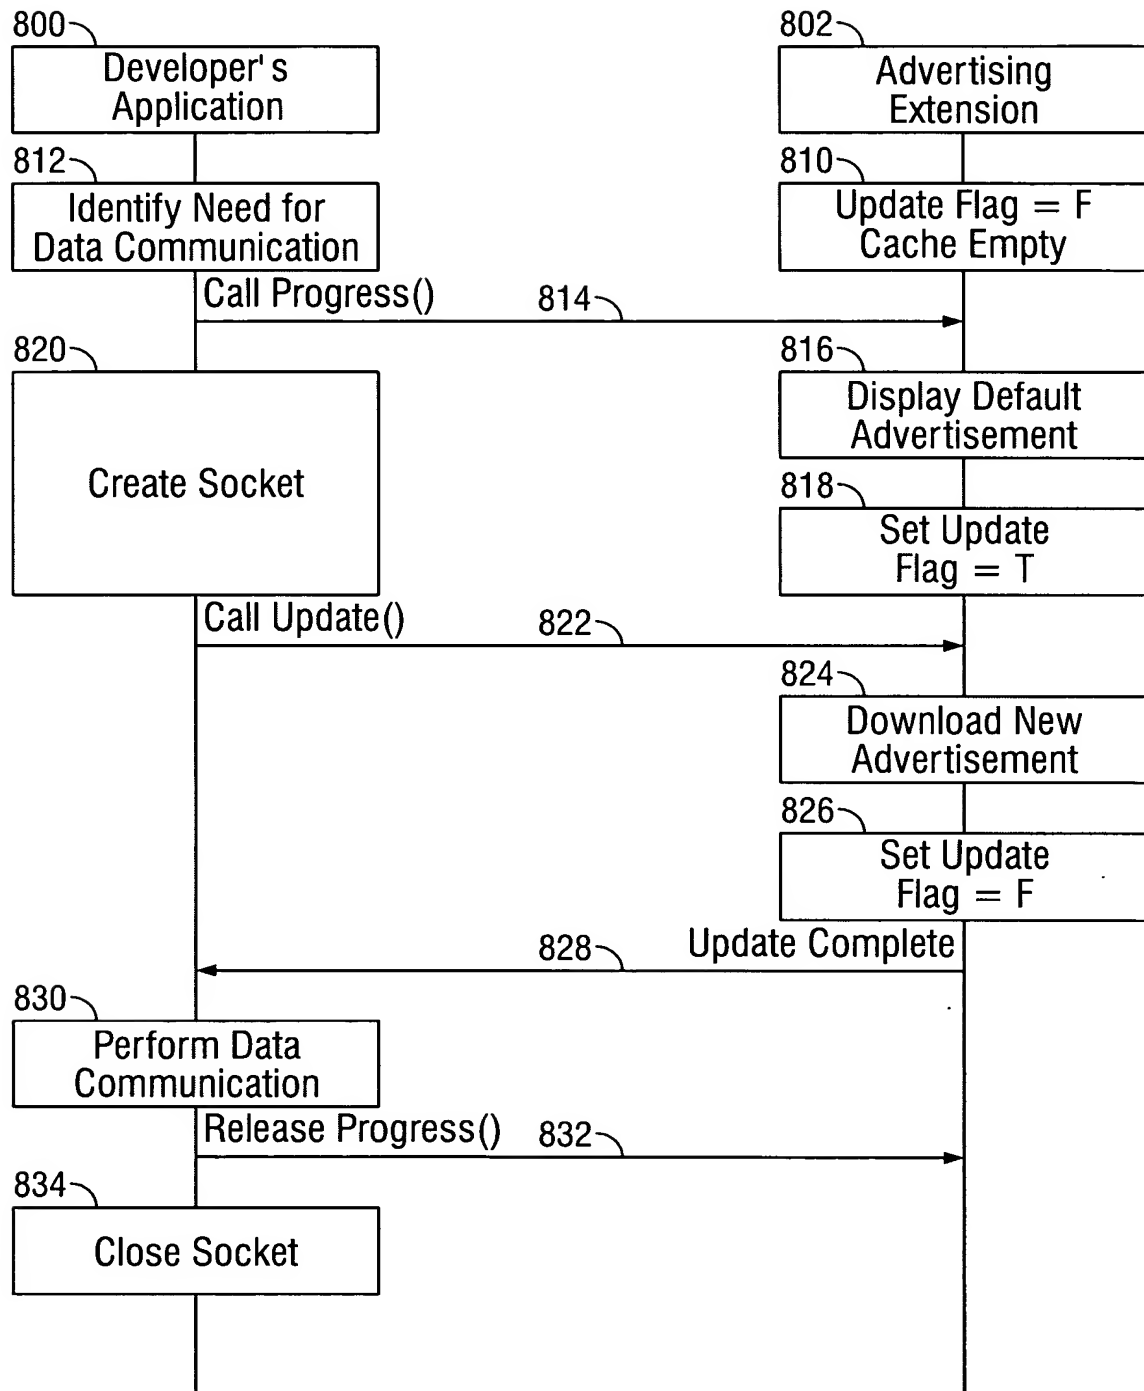 800
Developer's
Application
802
Advertising
Extension
812
Identify Need for
Data Communication
810
Update Flag = F
Cache Empty
Call Progress()
814
820
Create Socket
816
Display Default
Advertisement
818
Set Update
Flag = T
Call Update()
822
824
Download New
Advertisement
826
Set Update
Flag = F
828
Update Complete
830
Perform Data
Communication
Release Progress()
832
834
Close Socket